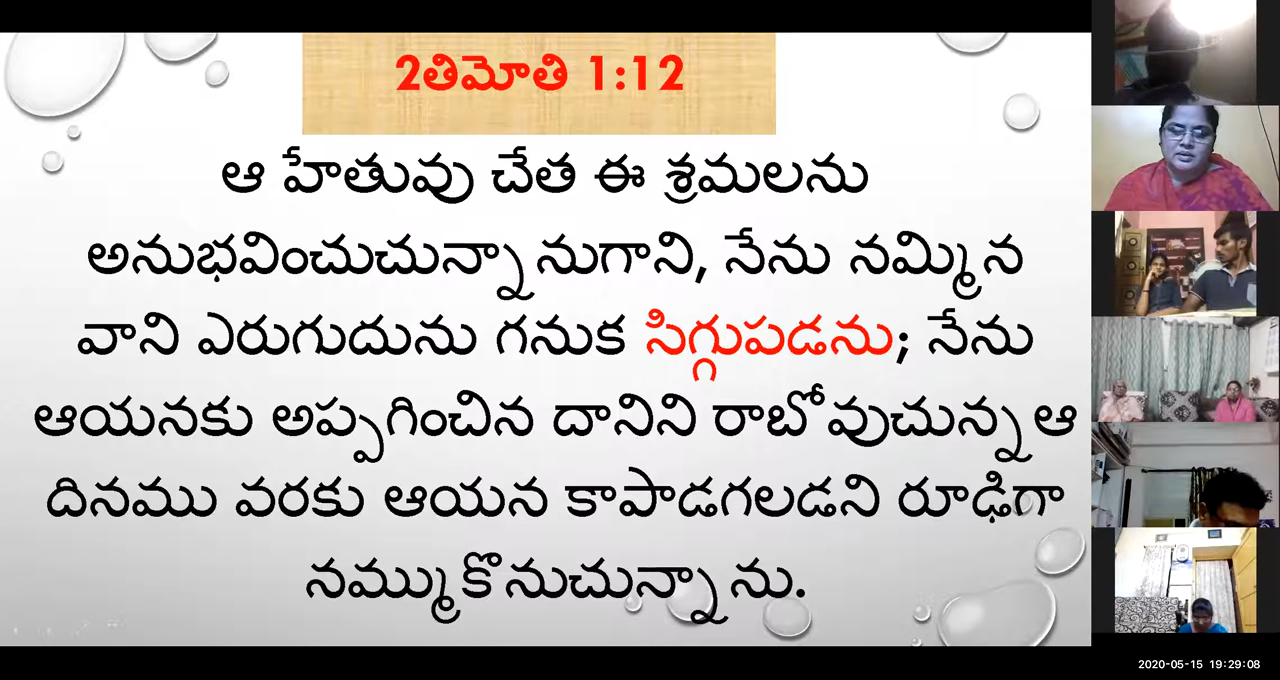 2తిమోతి 1:12
ఆ హేతువు చేత ఈ శ్రమలను
అనుభవించుచున్నానుగాని, నేను నమ్మిన
వాని ఎరుగుదును గనుక సిగ్గుపడను; నేను
ఆయనకు అప్పగించిన దానిని రాబోవుచున్న ఆ
దినము వరకు ఆయన కాపాడగలడని రూఢిగా
నమ్ముకొనుచున్నాను.
2020-05-15 19:29:08